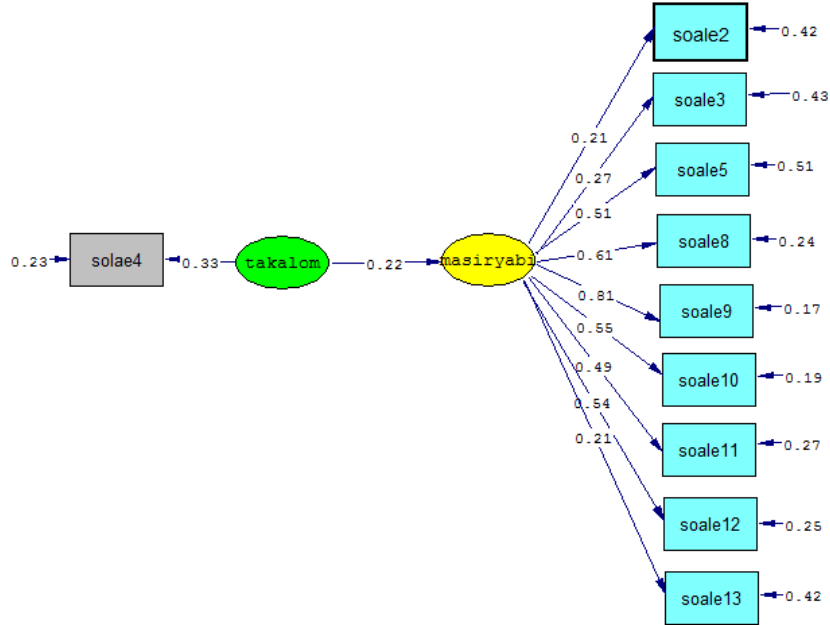 soale2
0.42
soale3
0.43
0.21
soale5
0.51
0.27
0.51
soale8
0.24
0.23
solae4
0.33
takalom
0.22
masiryabi
0.61
0.81
soale9
0.17
0.55
0.49
soale10
0.19
0.54
0.21
soale11
0.27
soale12
0.25
soale13
0.42